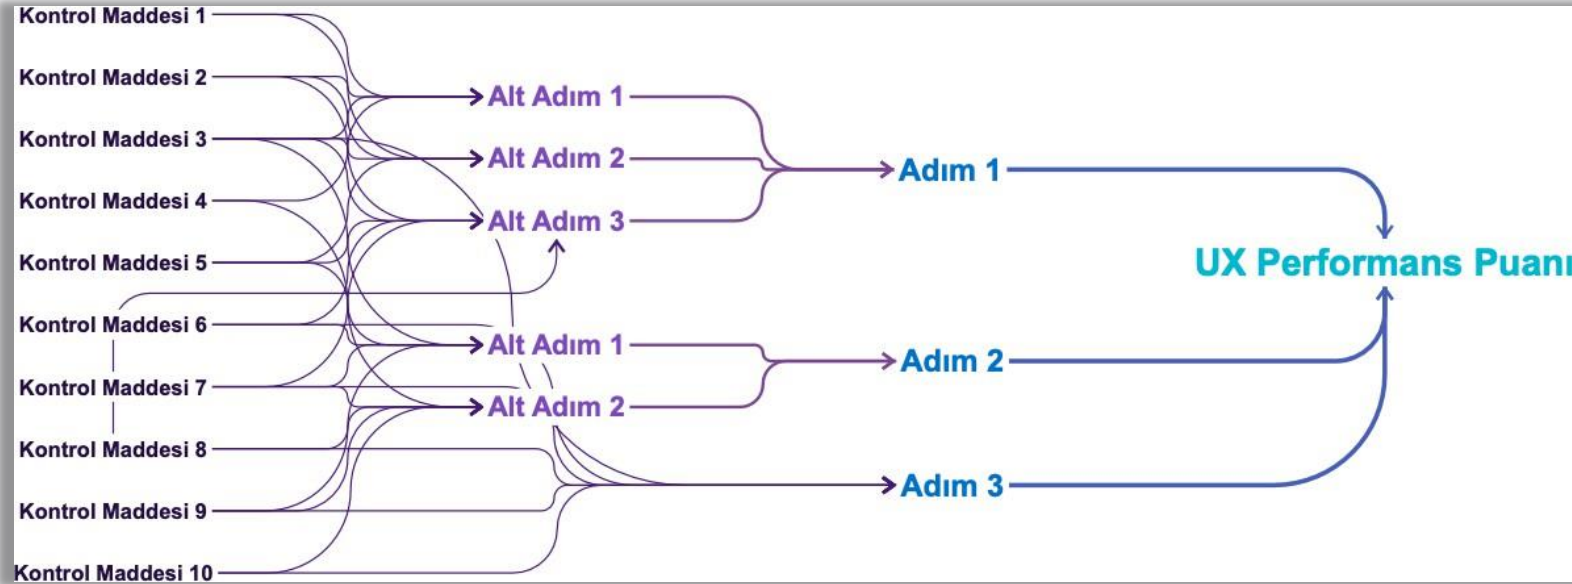 Kontrol Maddesi 1
Kontrol Maddesi 2
Kontrol Maddesi 3
Kontrol Maddesi 4
Kontrol Maddesi 5
Kontrol Maddesi 6
Kontrol Maddesi 7
Kontrol Maddesi 8
Kontrol Maddesi 9
Kontrol Maddesi 10
Alt Adım 1
Alt Adım 2
Alt Adım 3
Alt Adım 1
Alt Adım 2
Adım 1
Adım 2
Adım 3
UX Performans Puanı